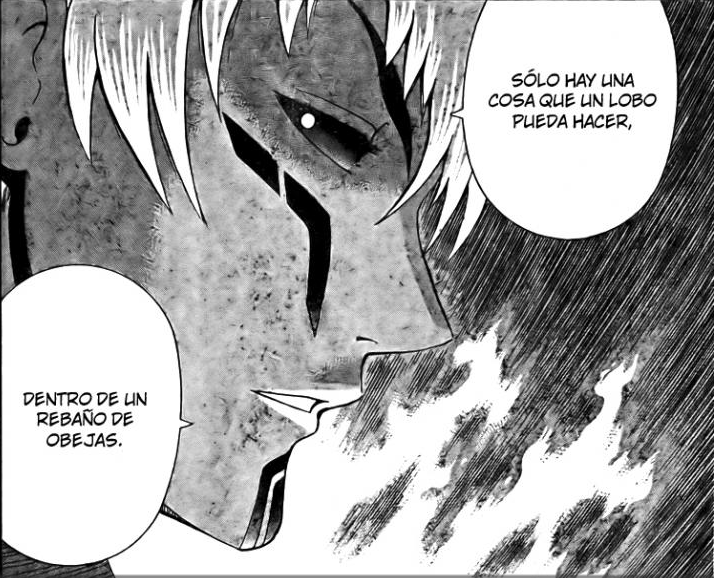 SÓLO HAY UNA
COSA QUE UN LOBO
PUEDA HACER,
DENTRO DE UN
REBAÑO DE
OBEJAS.